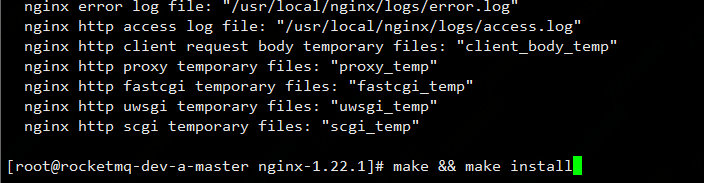 nginx error log file: "/usr/local/nginx/logs/error.log"
nginx http access log file: "/usr/local/nginx/logs/access.log"
nginx http client request body temporary files: "client_body_temp"
nginx http proxy temporary files: "proxy_temp"
nginx http fastcgi temporary files: "fastcgi_temp"
nginx http uwsgi temporary files: "uwsgi_temp"
nginx http scgi temporary files: "scgi_temp"
[root@rocketmq-dev-a-master nginx-1.22.1]# make && make install